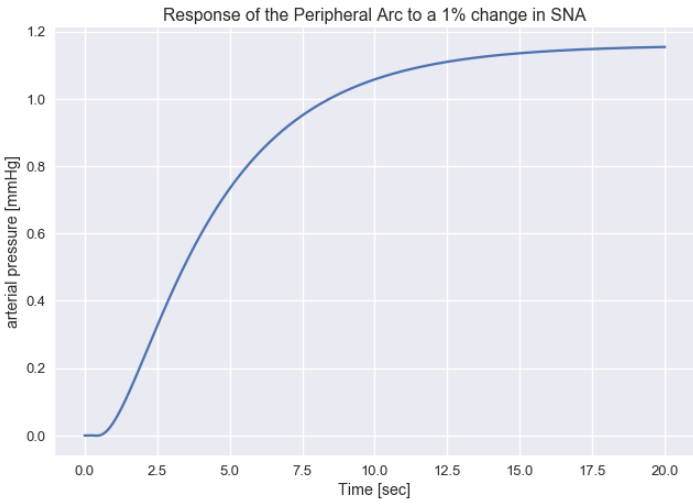 Response of the Peripheral Arc to a 1% change in SNA
1.2
1.0
0.8
0.6
0.4
0.2
0.0
arterial pressure [mmHg]
0.0 2.5 5.0 7.5 10.0 12.5 15.0 17.5 20.0
Time [sec]